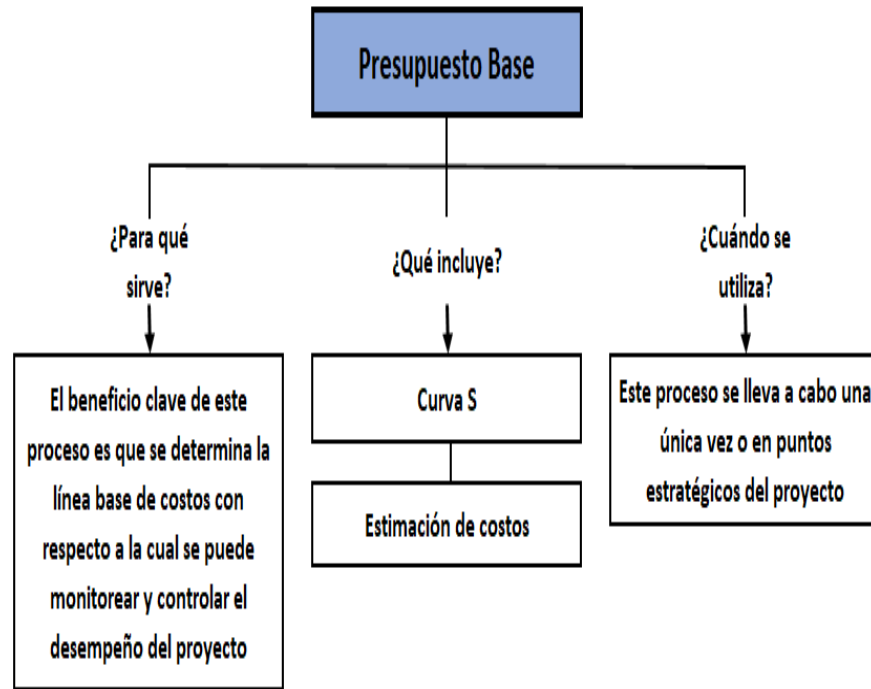 Presupuesto Base
¿Para qué
sirve?
¿Qué incluye?
¿Cuándo se
utiliza?
El beneficio clave de este
proceso es que se determina la
línea base de costos con
respecto a la cual se puede
monitorear y controlar el
desempeño del proyecto
Curva S
Estimación de costos
Este proceso se lleva a cabo una
única vez o en puntos
estratégicos del proyecto